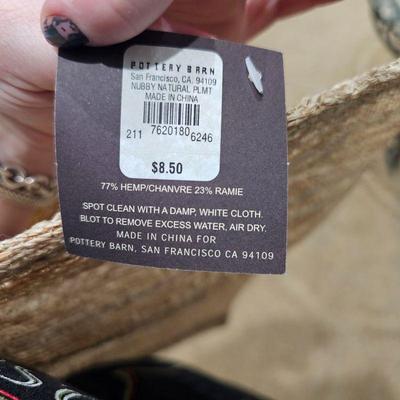 POTTERY BARN
San Francisco, CA. 94109
NUBBY NATURAL PLMT
MADE IN CHINA
211 7620180 6246
$8.50
77% HEMP/CHANVRE 23% RAMIE
SPOT CLEAN WITH A DAMP, WHITE CLOTH.
BLOT TO REMOVE EXCESS WATER, AIR DRY.
MADE IN CHINA FOR
POTTERY BARN, SAN FRANCISCO CA 94109